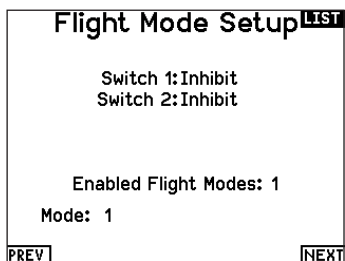 Flight Mode Setup LIST
Switch 1: Inhibit
Switch 2: Inhibit
Enabled Flight Modes: 1
Mode: 1
PREV NEXT